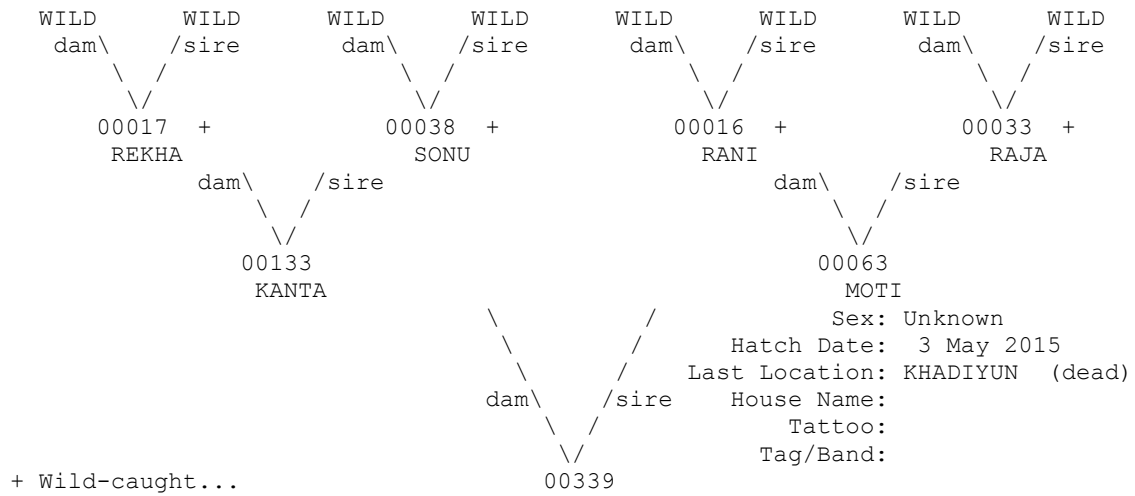 WILD WILD WILD WILD WILD WILD WILD WILD
dam\ /sire dam\ /sire dam\ /sire dam\ /sire
\ / \ / \ / \ /
\/ \/ \/ \/
00017 + 00038 + 00016 + 00033 +
REKHA SONU RANI RAJA
dam\ /sire dam\ /sire
\ / \ /
\/ \/
00133 00063
KANTA MOTI
\ / Sex: Unknown
\ / Hatch Date: 3 May 2015
\ / Last Location: KHADIYUN (dead)
dam\ /sire House Name:
\ / Tattoo:
\/ Tag/Band:
+ Wild-caught... 00339